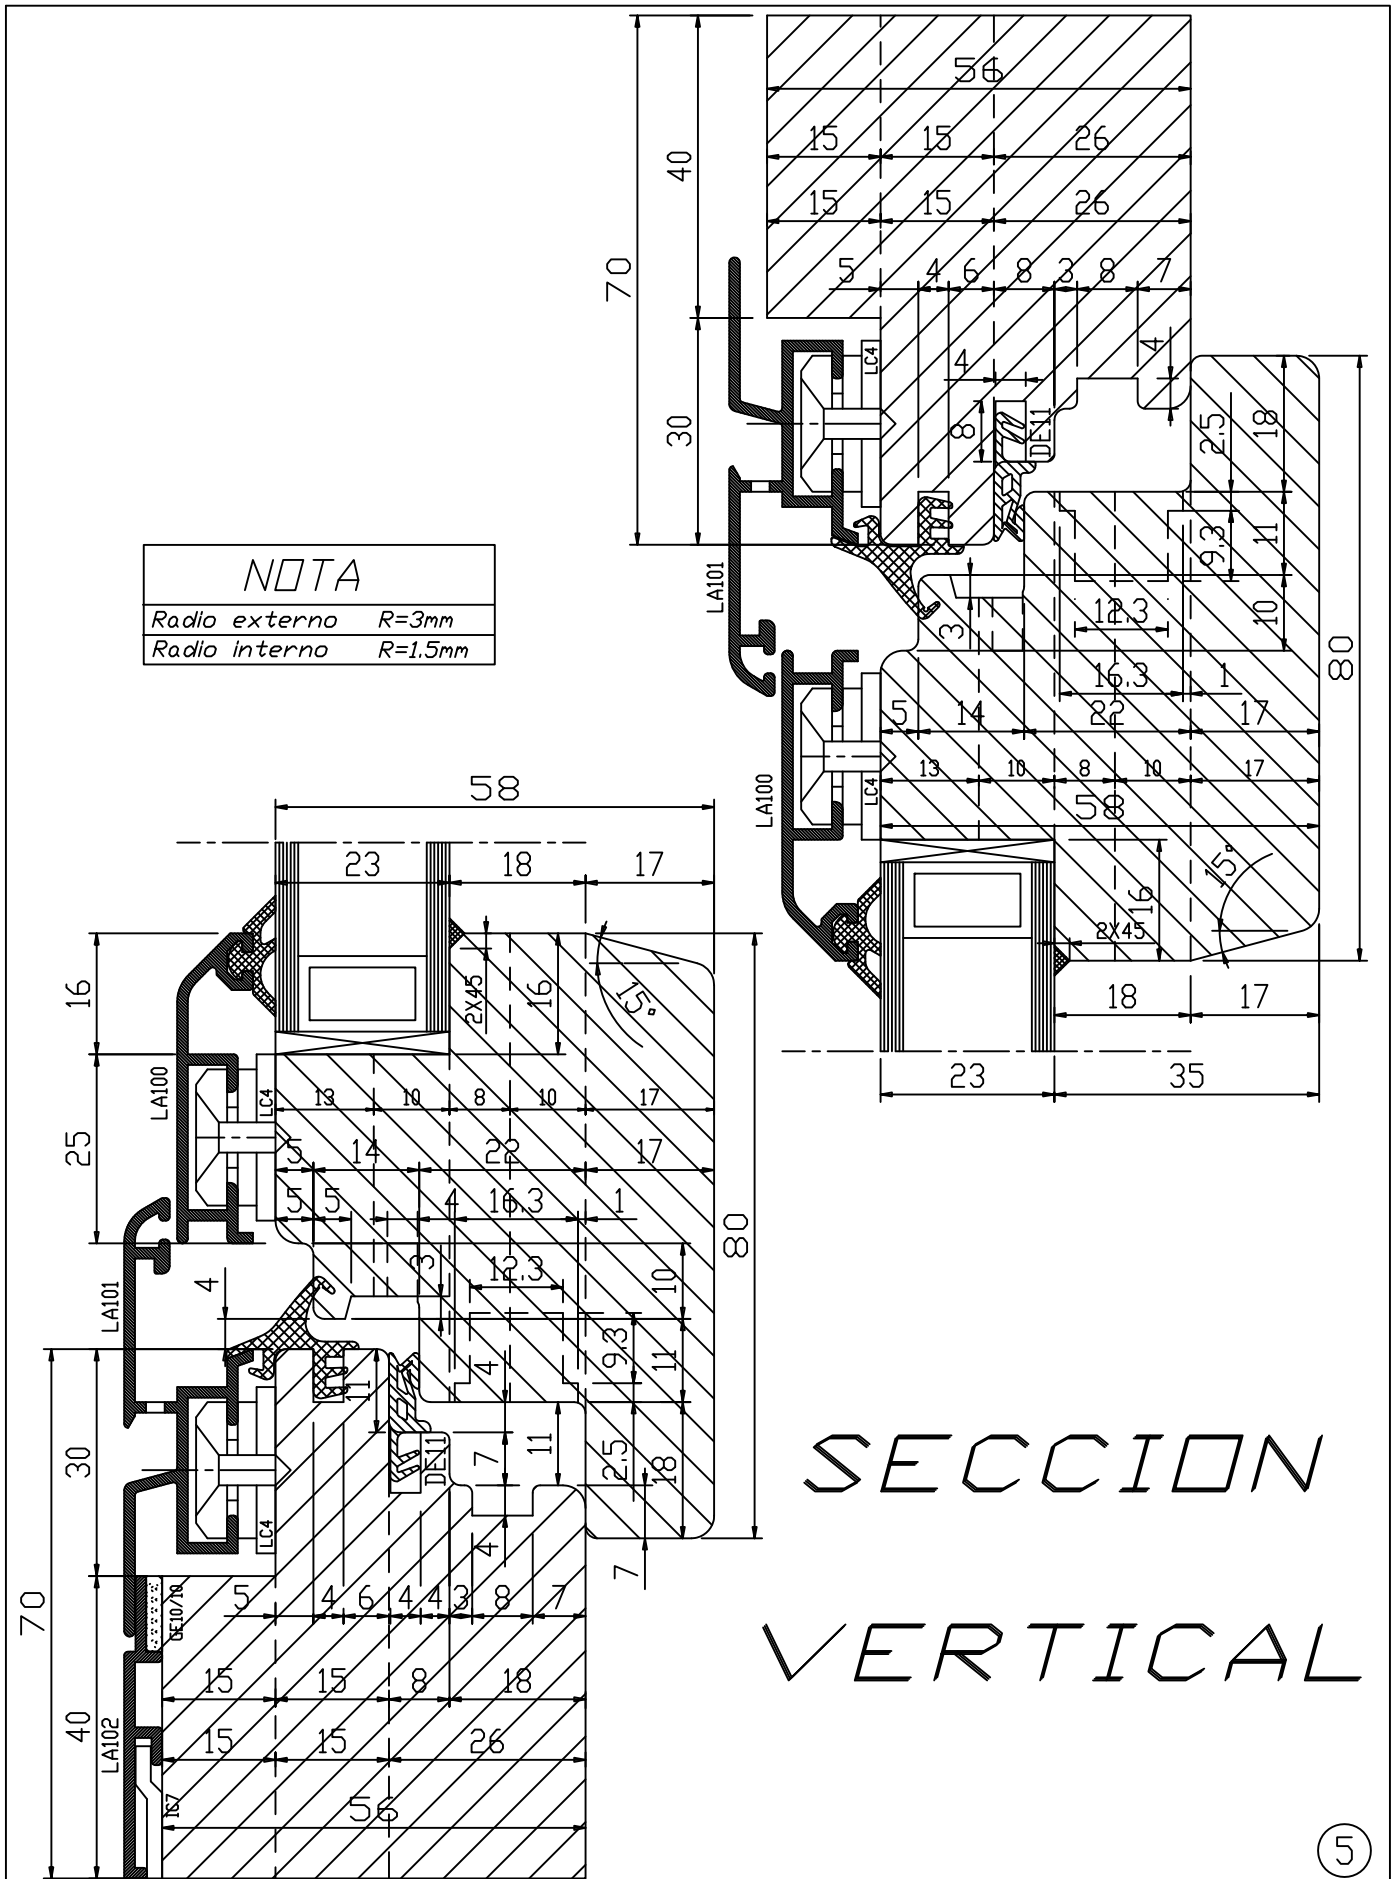 56
15 15 26
40
15 15 26
70
5 4 6 8 3 8 7
4
LC4
4
30
8
DE11
2.5
18
NOTA
Radio externo R=3mm
Radio interno R=1.5mm
LA101
9.3
11
12.3
10
3
80
16.3 1
5 14 22 17
13 10 8 10 17
LC4
LA100
58
15°
16
2X45
18 17
23 35
58
23 18 17
16
2X45
16
15°
LA100
LC4
13 10 8 10 17
25
5 14 22 17
5 5 4 16.3 1
80
3
12.3
10
4
LA101
9.3
11
4
11
30
DE11
7
11
2.5
18
LC4
4
7
SECCION
VERTICAL
70
GE10/10
5 4 6 4 4 3 8 7
15 15 8 18
40
LA102
15 15 26
IC7
56
5